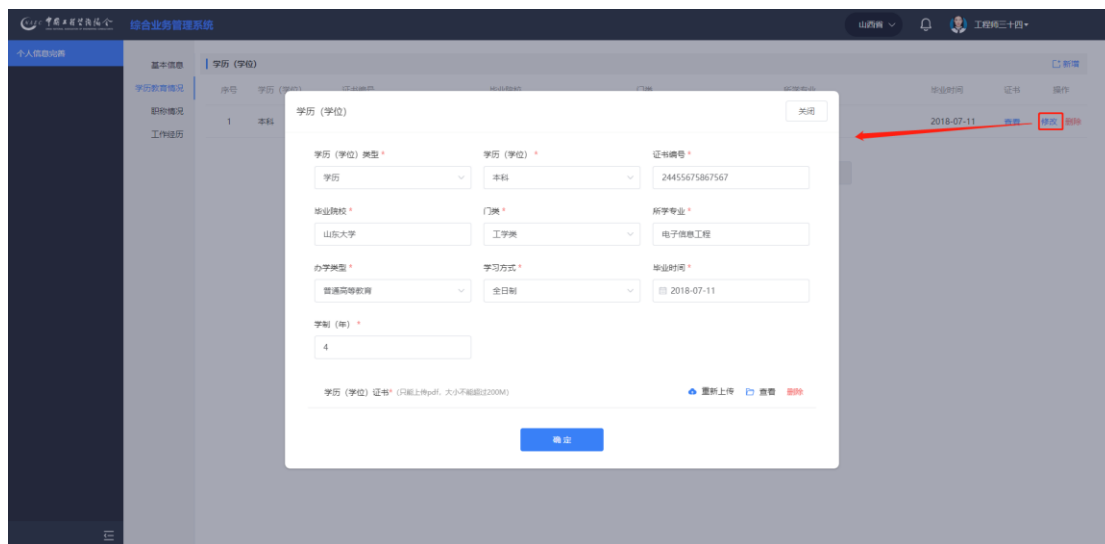 综合业务管理系统 山西省 工程师三十四
个人信息完善
基本信息 学历（学位） 新增
学历教育情况 序号 学历（学位） 证书编号 毕业院校 门类 所学专业 毕业时间 证书 操作
职称情况
1 本科 2018-07-11 查看 修改 删除
工作经历
学历（学位） 关闭
学历（学位）类型 * 学历（学位） * 证书编号 *
学历 本科 24455675867567
毕业院校 * 门类 * 所学专业 *
山东大学 工学类 电子信息工程
办学类型 * 学习方式 * 毕业时间 *
普通高等教育 全日制 2018-07-11
学制（年） *
4
学历（学位）证书*（只能上传pdf，大小不能超过200M） 重新上传 查看 删除
确定